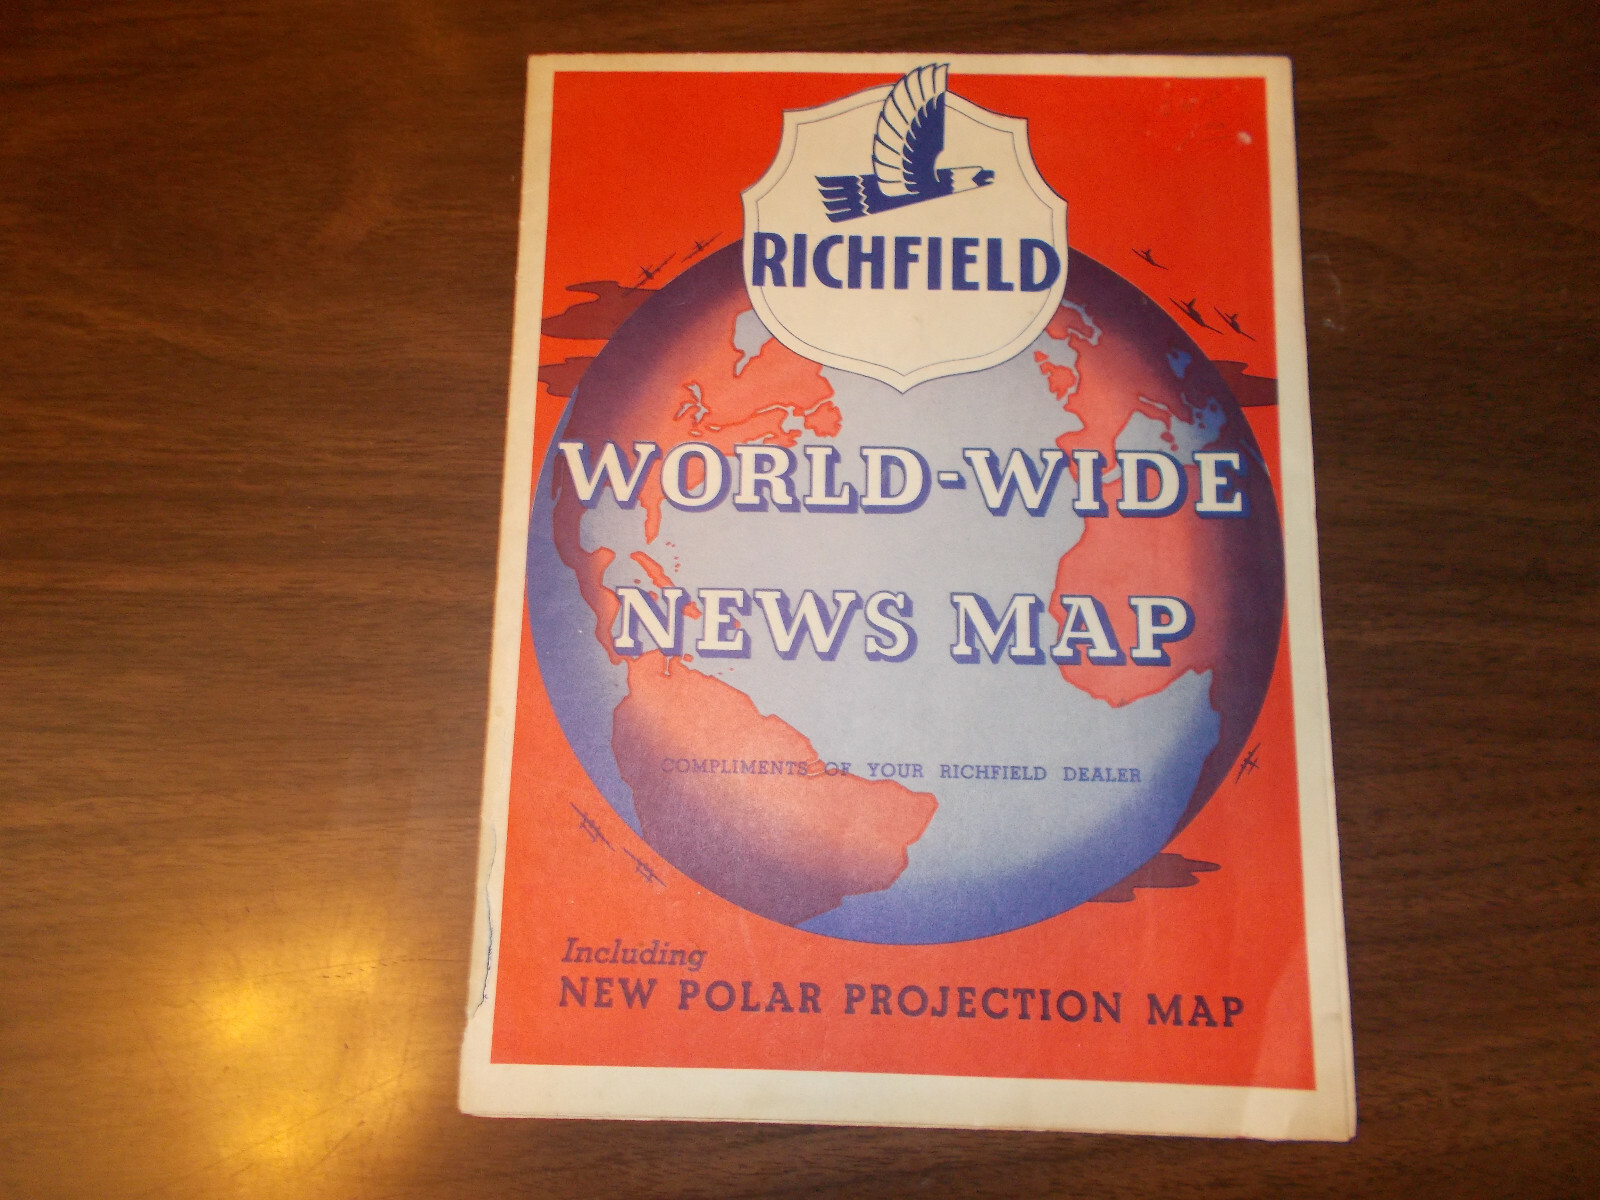 RICHFIELD
WORLD-WIDE
NEWS MAP
COMPLIMENTS OF YOUR RICHFIELD DEALER
Including
NEW POLAR PROJECTION MAP